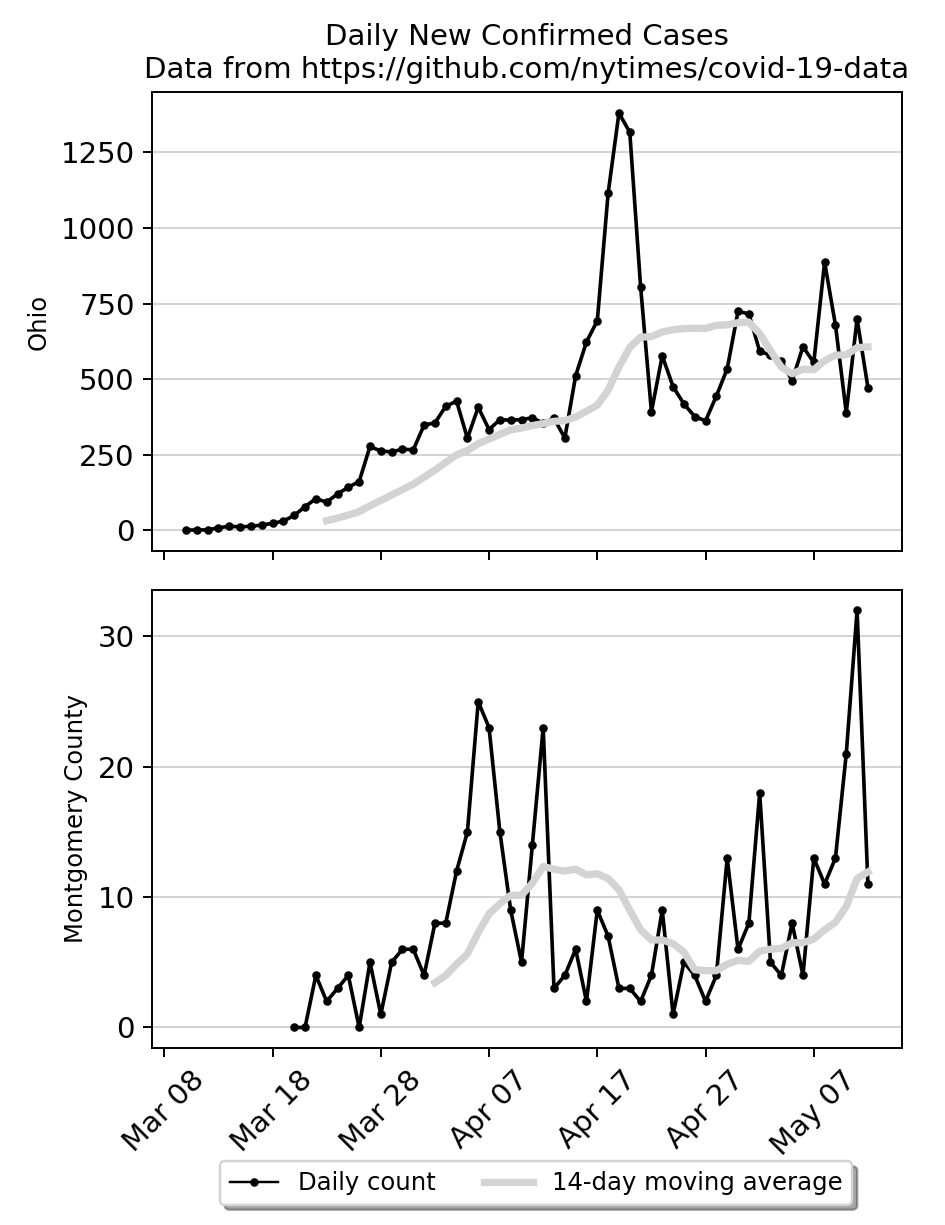 Daily New Confirmed Cases
Data from https://github.com/nytimes/covid-19-data
1250
1000
750
500
250
0
Ohio
30
20
10
0
Montgomery County
Mar 08
Mar 18
Mar 28
Apr 07
Apr 17
Apr 27
May 07
Daily count
14-day moving average